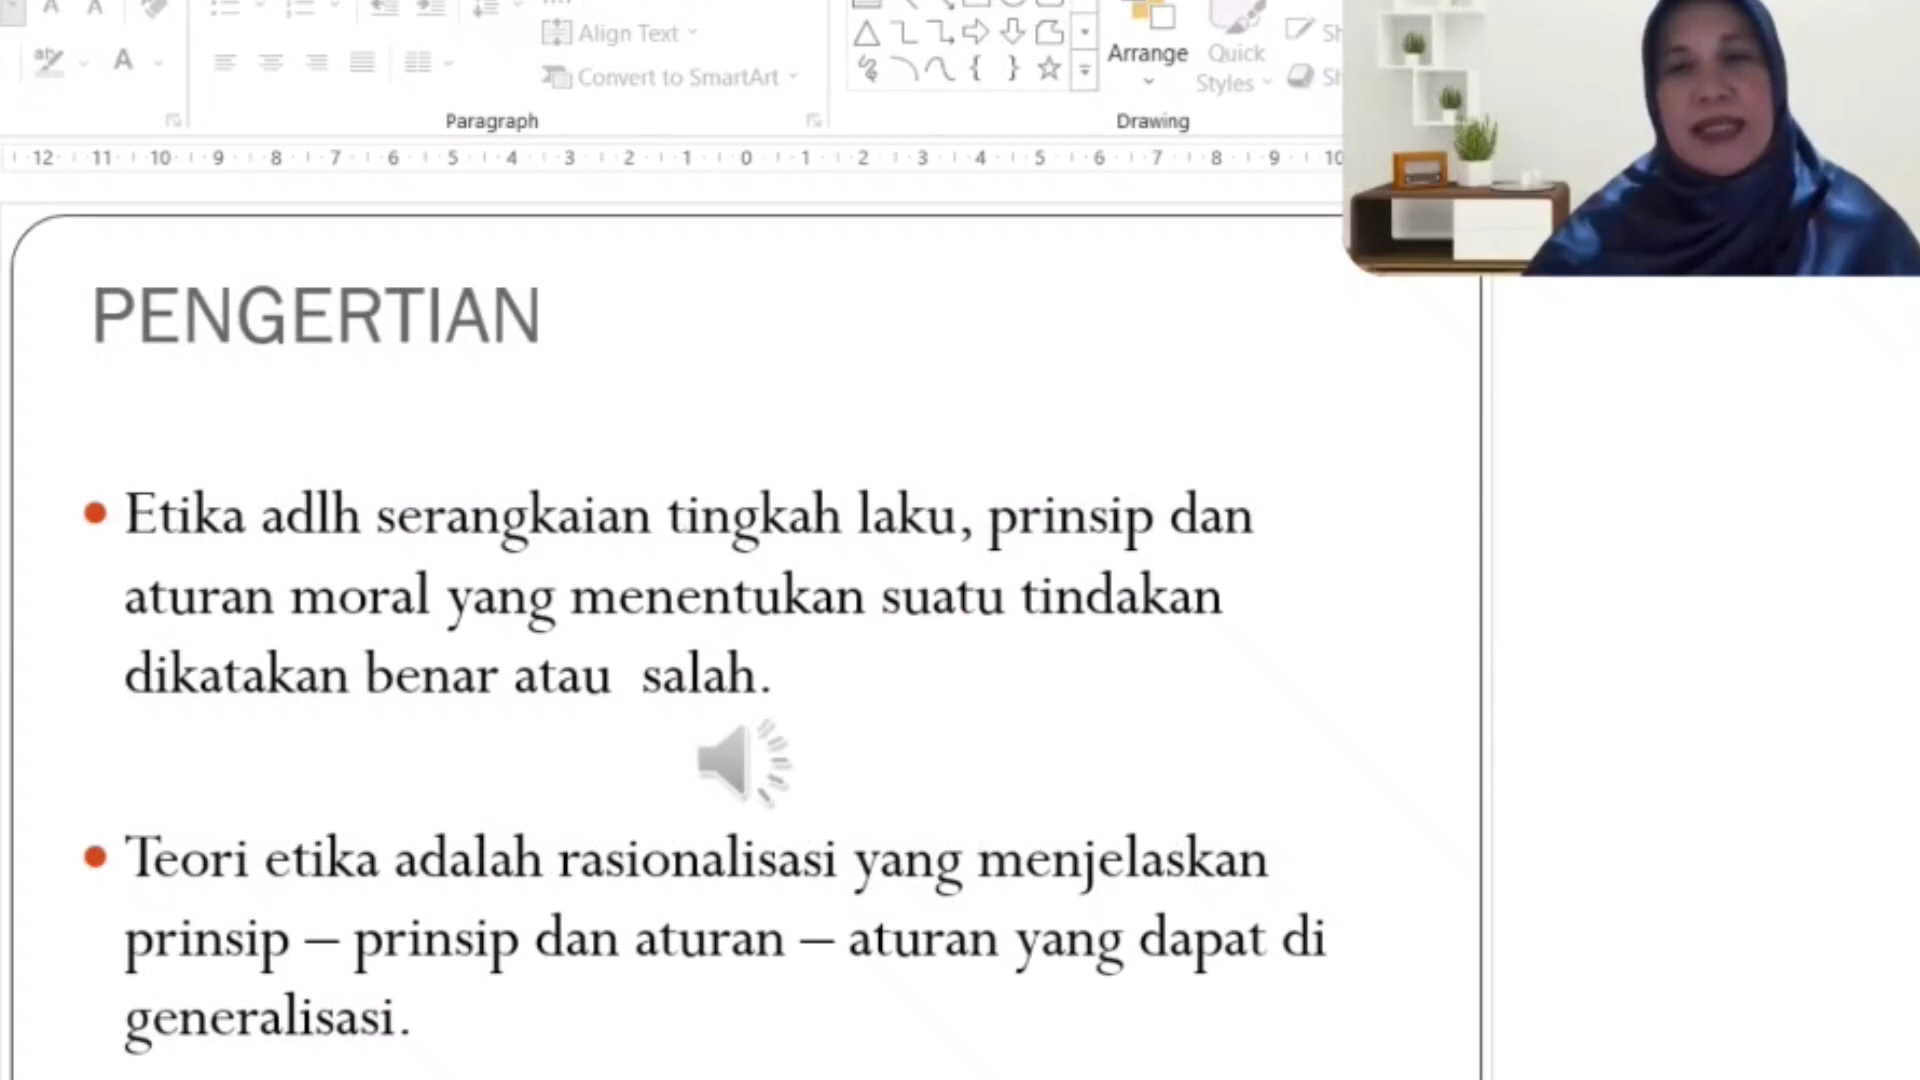 Align Text
Convert to SmartArt
Arrange
Quick
Styles
Paragraph
Drawing
12 11 10 9 8 7 6 5 4 3 2 1 0 1 2 3 4 5 6 7 8 9 10
PENGERTIAN
• Etika adlh serangkaian tingkah laku, prinsip dan
aturan moral yang menentukan suatu tindakan
dikatakan benar atau salah.
• Teori etika adalah rasionalisasi yang menjelaskan
prinsip – prinsip dan aturan – aturan yang dapat di
generalisasi.